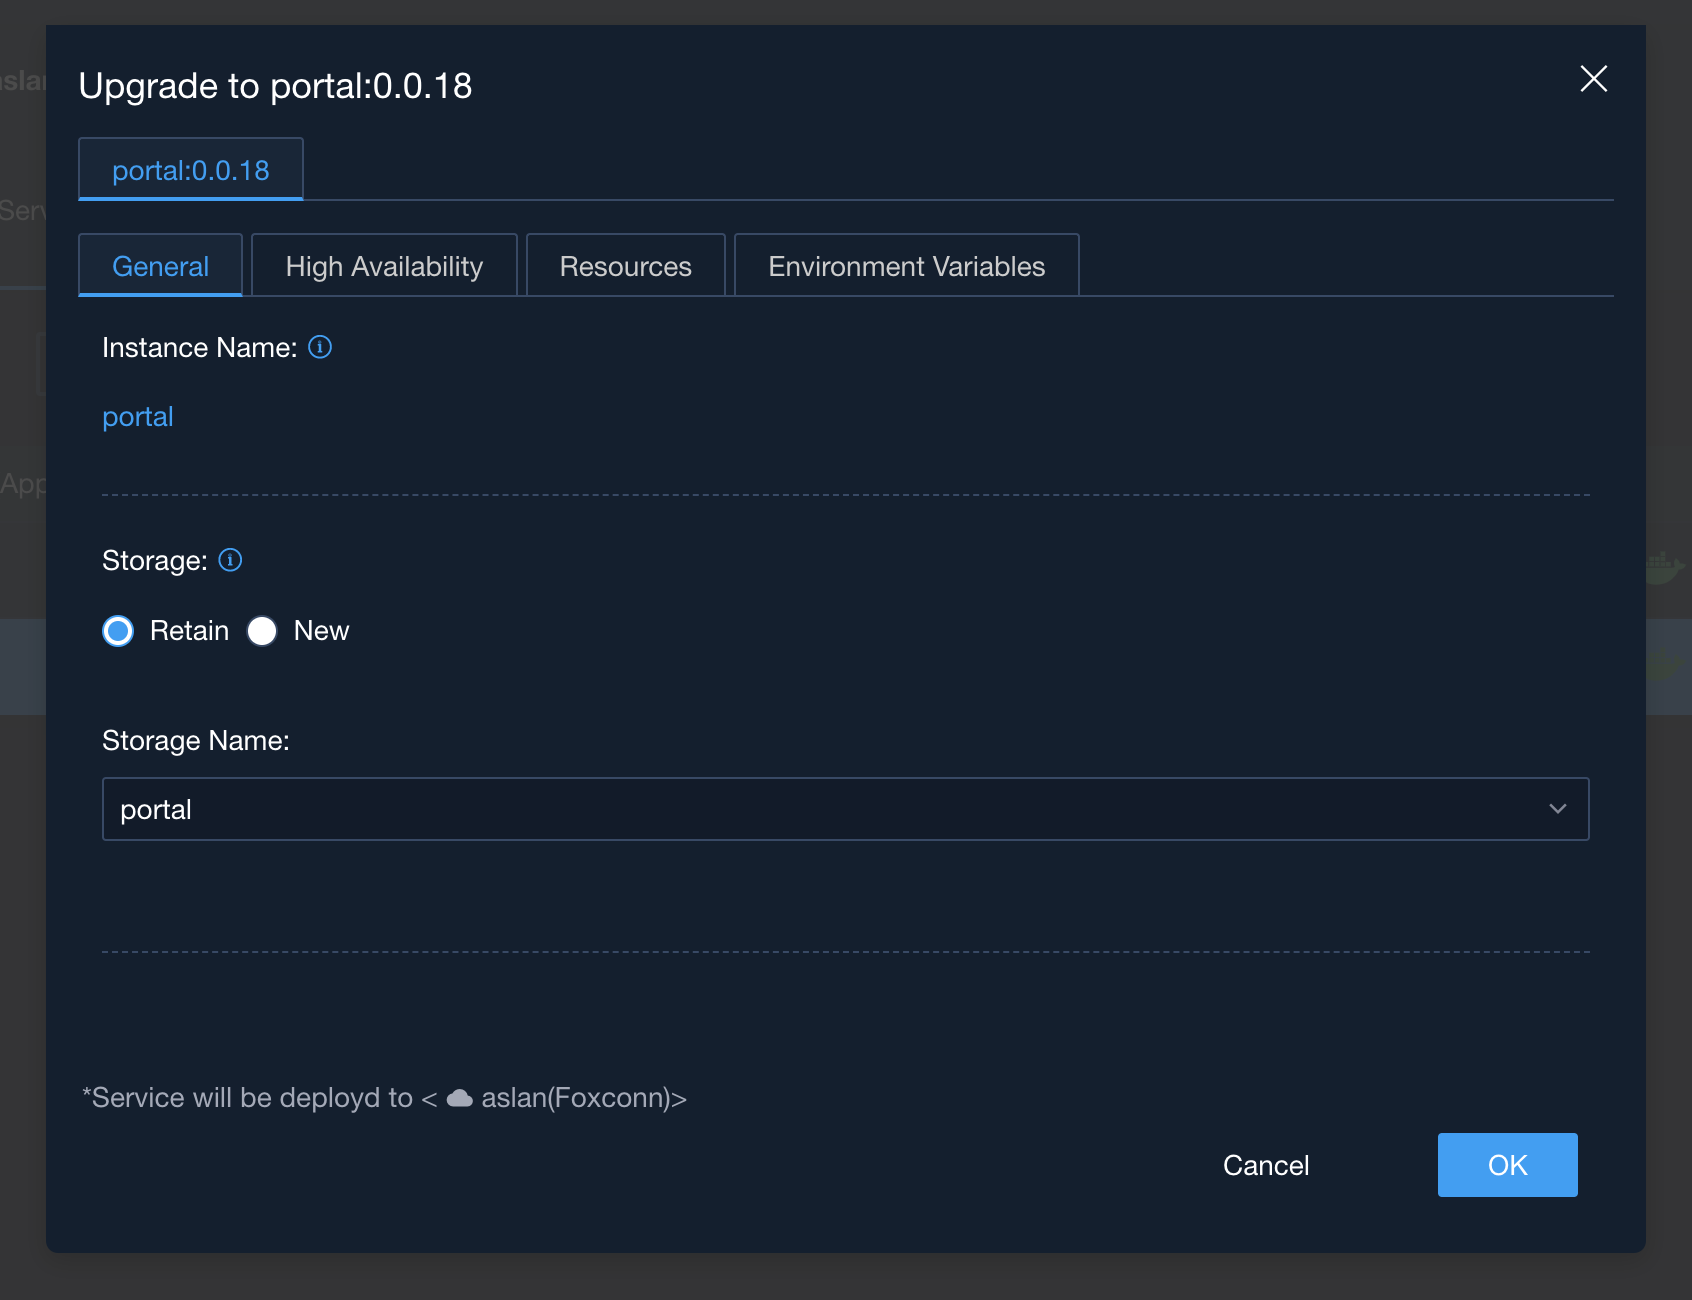 Upgrade to portal:0.0.18
portal:0.0.18
General High Availability Resources Environment Variables
Instance Name:
portal
Storage:
Retain New
Storage Name:
portal
*Service will be deployd to < aslan(Foxconn)>
Cancel OK